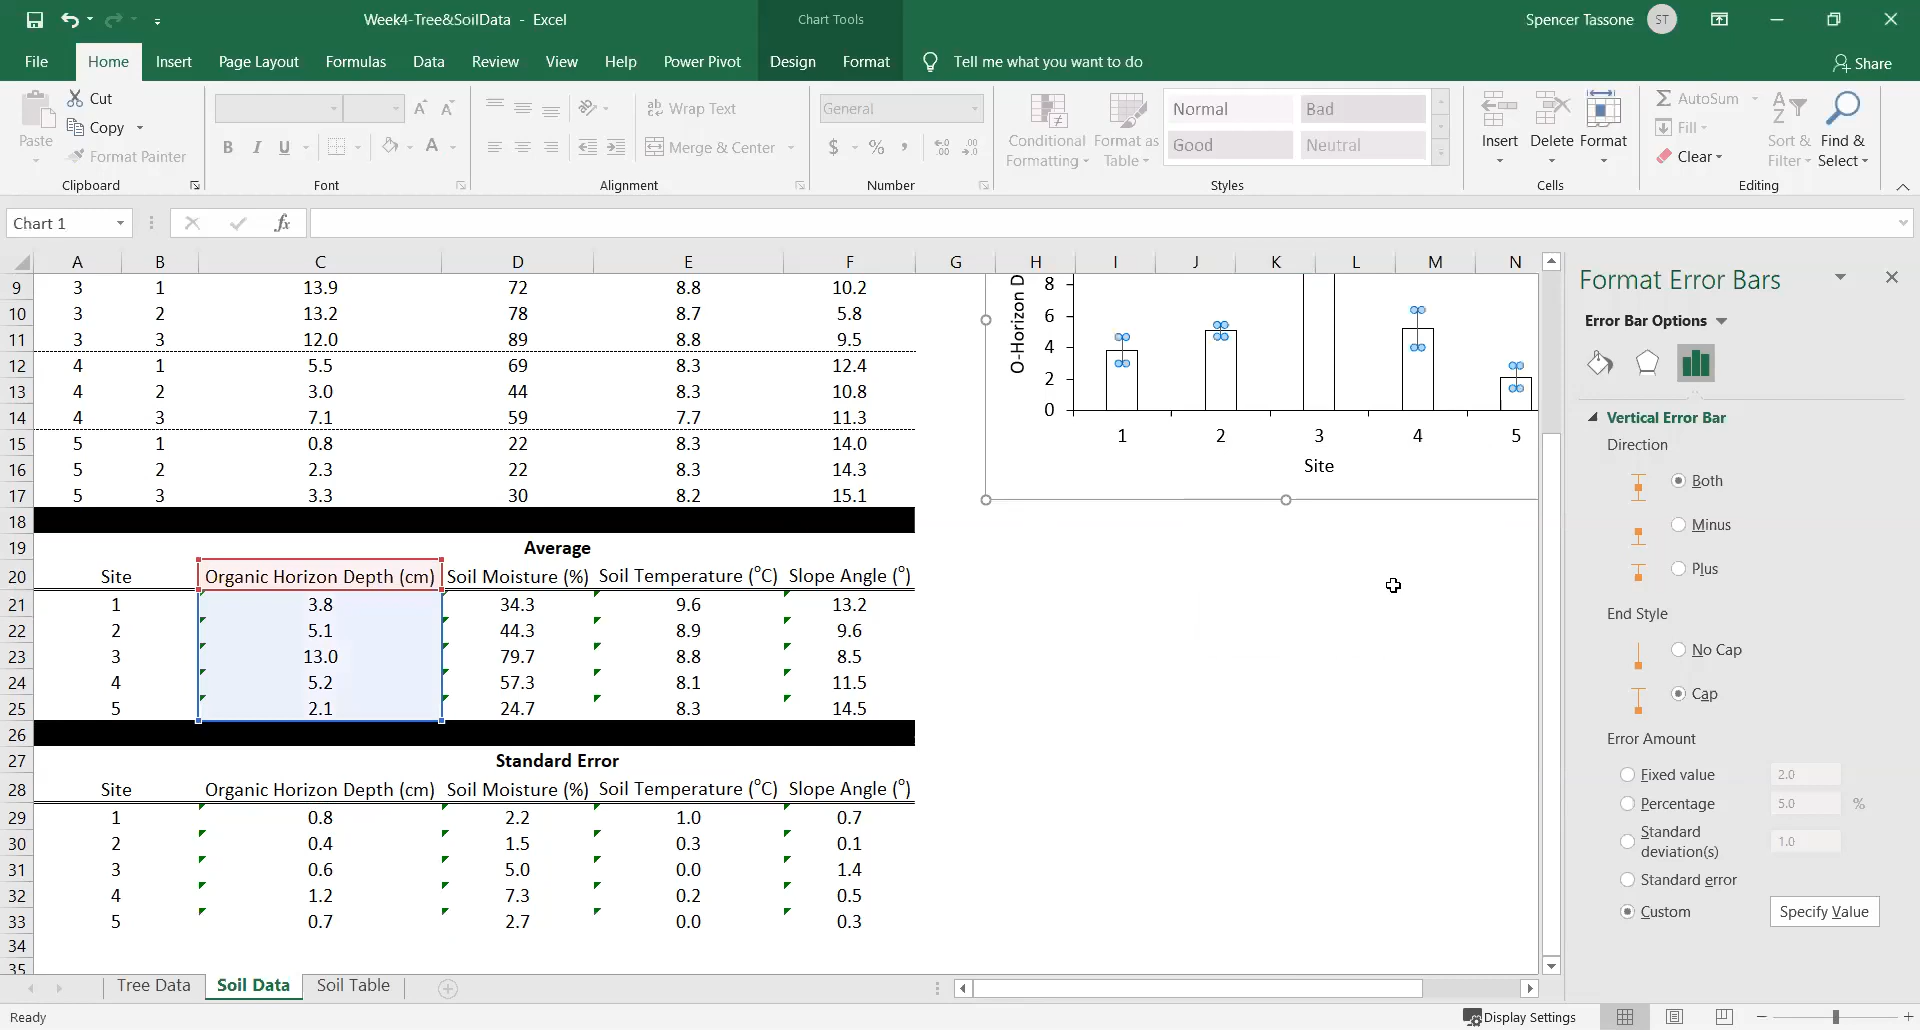 Week4-Tree&SoilData - Excel
Chart Tools
Spencer Tassone
ST
File
Home
Insert
Page Layout
Formulas
Data
Review
View
Help
Power Pivot
Design
Format
Tell me what you want to do
Share
Paste
Cut
Copy
Format Painter
Clipboard
B I U
A
Font
Wrap Text
Merge & Center
Alignment
General
$ % ,
Number
Conditional Formatting
Format as Table
Normal
Bad
Good
Neutral
Styles
Insert
Delete
Format
Cells
AutoSum
Fill
Clear
Sort & Filter
Find & Select
Editing
Chart 1
fx
A B C D E F G H I J K L M N
9 3 1 13.9 72 8.8 10.2
10 3 2 13.2 78 8.7 5.8
11 3 3 12.0 89 8.8 9.5
12 4 1 5.5 69 8.3 12.4
13 4 2 3.0 44 8.3 10.8
14 4 3 7.1 59 7.7 11.3
15 5 1 0.8 22 8.3 14.0
16 5 2 2.3 22 8.3 14.3
17 5 3 3.3 30 8.2 15.1
18
19 Average
20 Site Organic Horizon Depth (cm) Soil Moisture (%) Soil Temperature (°C) Slope Angle (°)
21 1 3.8 34.3 9.6 13.2
22 2 5.1 44.3 8.9 9.6
23 3 13.0 79.7 8.8 8.5
24 4 5.2 57.3 8.1 11.5
25 5 2.1 24.7 8.3 14.5
26
27 Standard Error
28 Site Organic Horizon Depth (cm) Soil Moisture (%) Soil Temperature (°C) Slope Angle (°)
29 1 0.8 2.2 1.0 0.7
30 2 0.4 1.5 0.3 0.1
31 3 0.6 5.0 0.0 1.4
32 4 1.2 7.3 0.2 0.5
33 5 0.7 2.7 0.0 0.3
34
35
O-Horizon D
8
6
4
2
0
1 2 3 4 5
Site
Format Error Bars
Error Bar Options
Vertical Error Bar
Direction
Both
Minus
Plus
End Style
No Cap
Cap
Error Amount
Fixed value 2.0
Percentage 5.0 %
Standard deviation(s) 1.0
Standard error
Custom
Specify Value
Tree Data
Soil Data
Soil Table
Ready
Display Settings